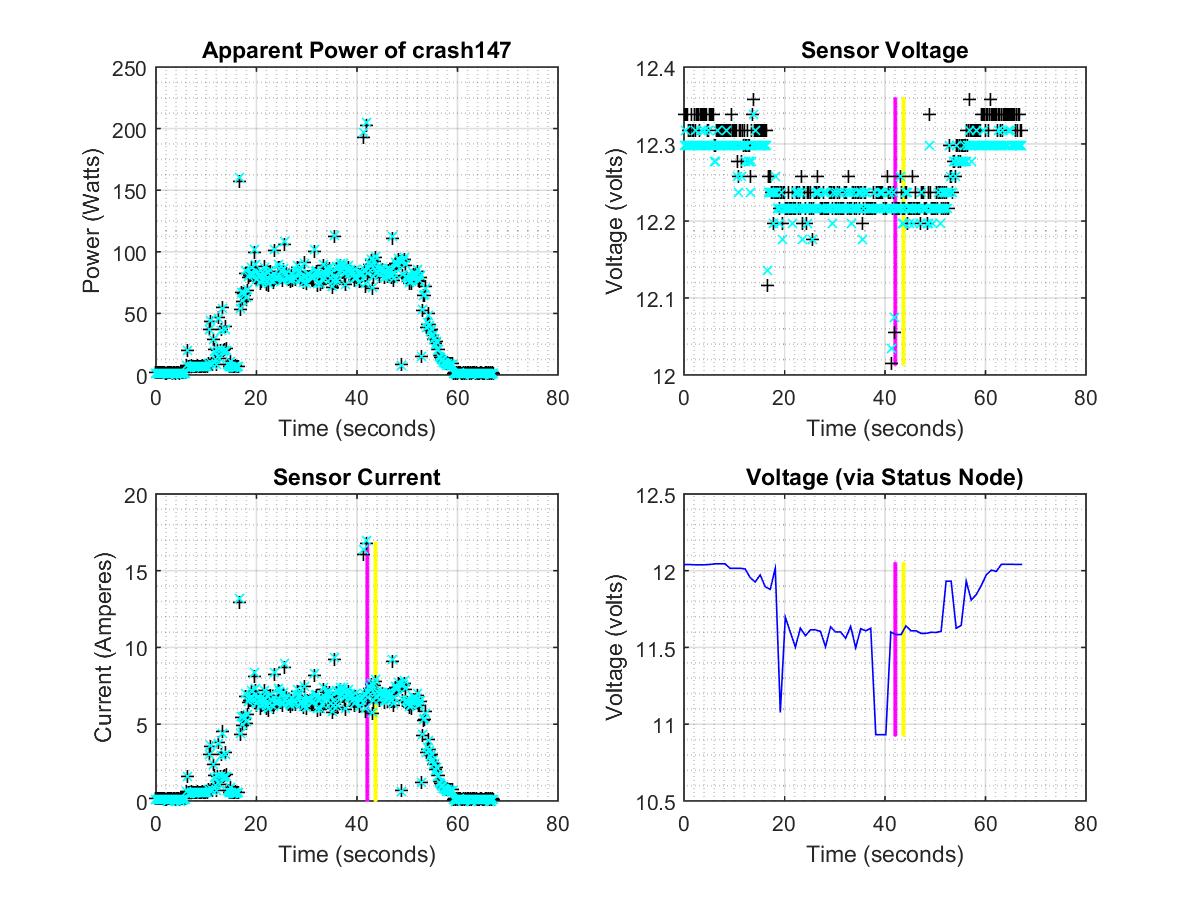 Apparent Power of crash147
250
200
150
100
50
0
Power (Watts)
0 20 40 60 80
Time (seconds)
Sensor Voltage
12.4
12.3
12.2
12.1
12
Voltage (volts)
0 20 40 60 80
Time (seconds)
Sensor Current
20
15
10
5
0
Current (Amperes)
0 20 40 60 80
Time (seconds)
Voltage (via Status Node)
12.5
12
11.5
11
10.5
Voltage (volts)
0 20 40 60 80
Time (seconds)